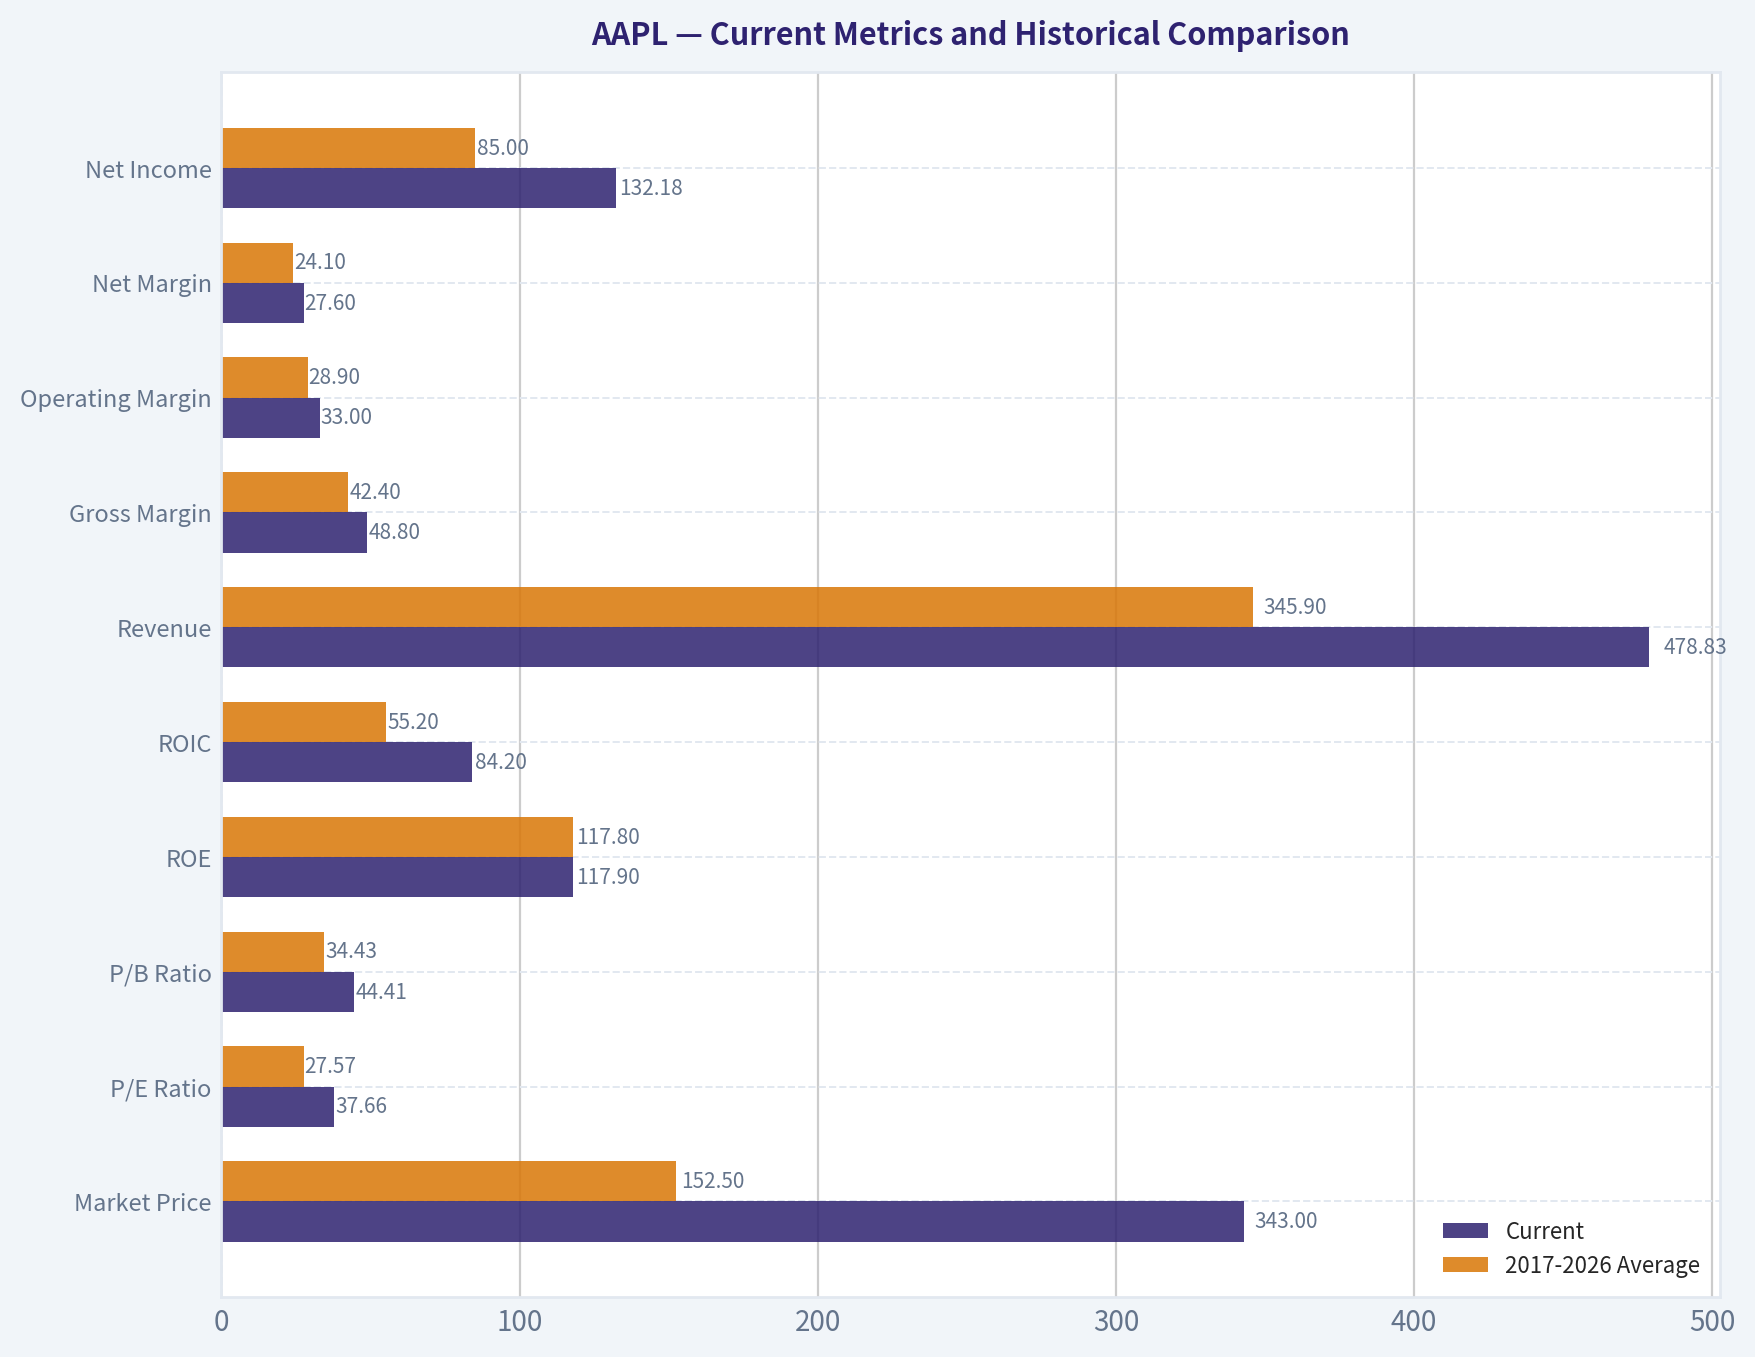 AAPL — Current Metrics and Historical Comparison
Net Income
85.00
132.18
Net Margin
24.10
27.60
Operating Margin
28.90
33.00
Gross Margin
42.40
48.80
Revenue
345.90
478.83
ROIC
55.20
84.20
ROE
117.80
117.90
P/B Ratio
34.43
44.41
P/E Ratio
27.57
37.66
Market Price
152.50
343.00
Current
2017-2026 Average
0 100 200 300 400 500